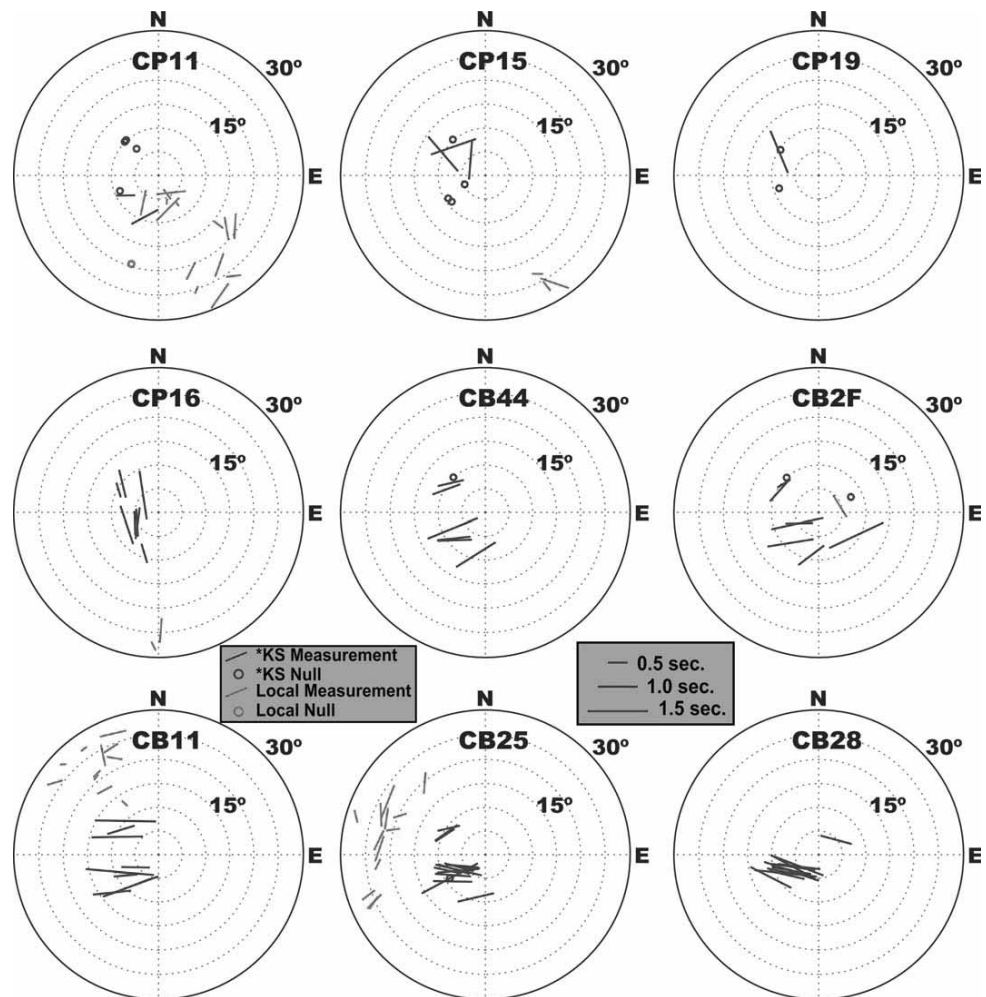 N N N
CP11 30º CP15 30º CP19 30º
15º 15º 15º
E E E
N N N
CP16 30º CB44 30º CB2F 30º
15º 15º 15º
E E E
*KS Measurement
*KS Null
Local Measurement
Local Null
0.5 sec.
1.0 sec.
1.5 sec.
N N N
CB11 30º CB25 30º CB28 30º
15º 15º 15º
E E E